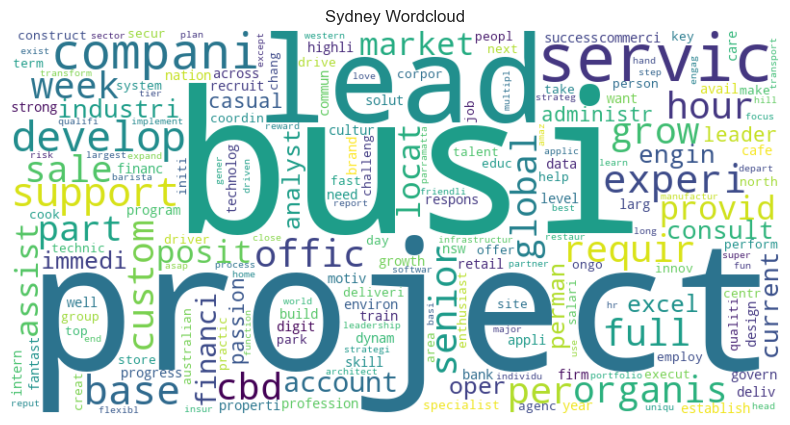 Sydney Wordcloud
construct sector plan secur
exist term
compani
lead
market
highli
peopl
western next drive
successcommerci key
except
servic
care
hand step
transport
transform nation across chang
corpor love
tier
week
system
recruit
casual
commun
solut
multipl
job
strateg
take person want
avail make
hill
engag
strong
industri
qualifi implement
coordin
reward
cultur
administr
hour
leader
focus
develop
risk largest expand
analyst
technolog
gener driven
initi
brand
challeng
need
fast
report
locat
parramatta
talent
educ
friendli
respons
amaz
applic
data
help
level
best
grow
engin
cafe
learn
depart
north
sale
financ
barista
busi
global
experi
larg
manufactur
support
cook program
provid
long
consult
part
technic
driver
posit
close
offic
day
growth
infrastructur
nsw
offer
restaur
retail
partner
requir
ongo
innov
perform
super fun
immedi
asap
process
home
softwar
assist
custom
project
well group top end
australian
financi
practic
function
passion
motiv
environ
deliveri
world
build
digit
train
park
leadership
dynam
strategi
skill
architect
senior
area
basi
enthusiast
hr
major
site
appli
perman
use
salari
excel
full
employ
centr
qualiti
design
current
govern
intern
fantast
store
progress
creat
reput
flexibl
base
insur
cbd
properti
account
profession
oper
specialist
bank
agenc
firm
individu
year
per
organis
portfolio
uniqu
execut
establish
deliv
head